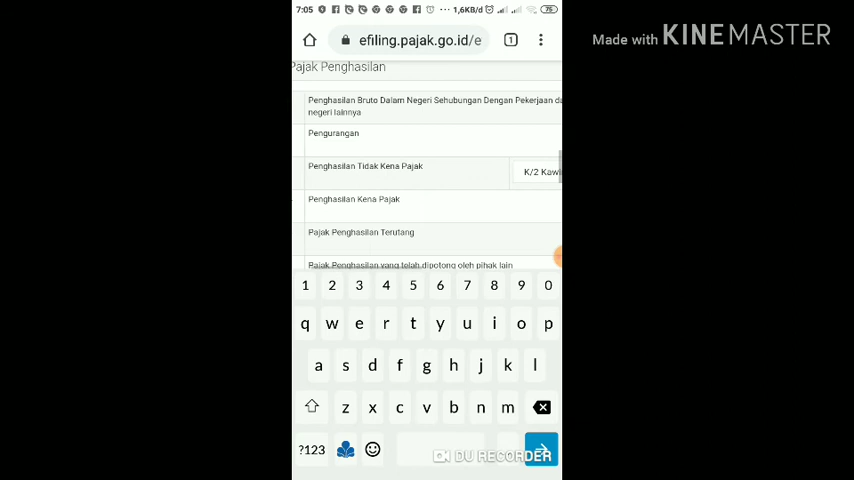 7:05
1,6KB/d
75
efiling.pajak.go.id/e
1
Made with KINEMASTER
Pajak Penghasilan
Penghasilan Bruto Dalam Negeri Sehubungan Dengan Pekerjaan da
negeri lainnya
Pengurangan
Penghasilan Tidak Kena Pajak
K/2 Kawi
Penghasilan Kena Pajak
Pajak Penghasilan Terutang
Pajak Penghasilan yang telah dipotong oleh pihak lain
1 2 3 4 5 6 7 8 9 0
q w e r t y u i o p
a s d f g h j k l
z x c v b n m
?123
DU RECORDER